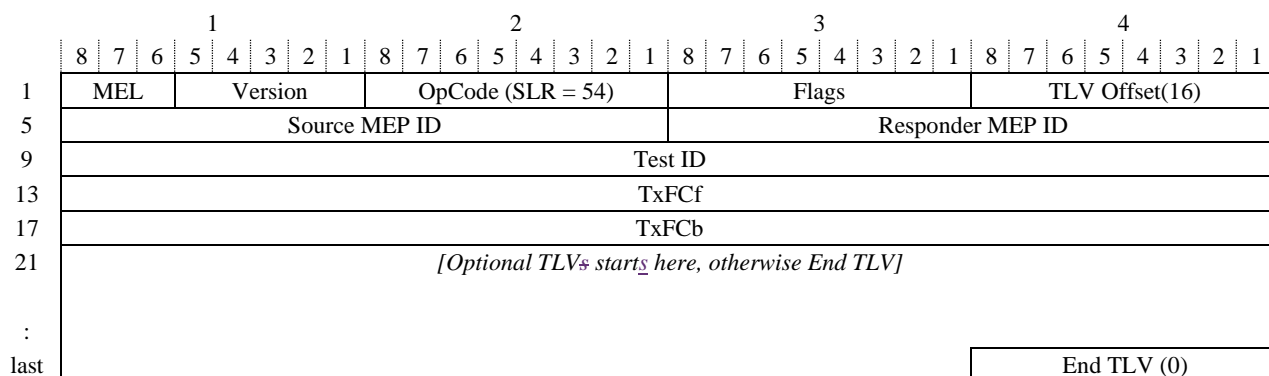 1 2 3 4
8 7 6 5 4 3 2 1 8 7 6 5 4 3 2 1 8 7 6 5 4 3 2 1 8 7 6 5 4 3 2 1
1 MEL Version OpCode (SLR = 54) Flags TLV Offset(16)
5 Source MEP ID Responder MEP ID
9 Test ID
13 TxFCf
17 TxFCb
21 [Optional TLVs starts here, otherwise End TLV]
:
last End TLV (0)